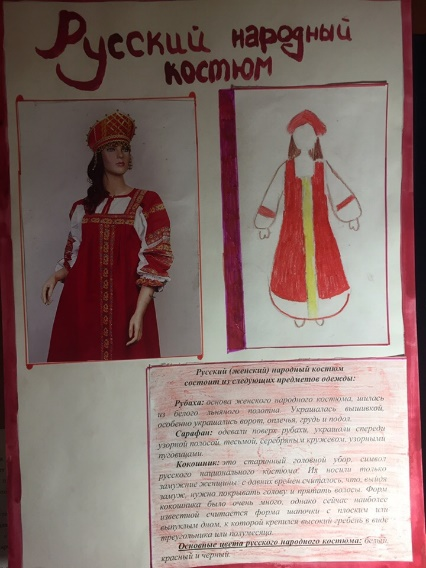 Русский народный
костюм
Русский (женский) народный костюм
состоит из следующих предметов одежды:
Рубаха: основа женского народного костюма, шилась
из белого льняного полотна. Украшалась вышивкой,
особенно украшались ворот, оплечья, грудь и подол.
Сарафан: одевали поверх рубахи, украшали спереди
узорной полосой, тесьмой, серебряным кружевом, узорными
пуговицами.
Кокошник: это старинный головной убор, символ
русского национального костюма. Их носили только
замужние женщины, с давних времен считалось, что, выйдя
замуж, нужно покрывать голову и прятать волосы. Форм
кокошника было очень много, однако сейчас наиболее
известной считается форма шапочки с плоским или
выпуклым дном, к которой крепился высокий гребень в виде
треугольника или полумесяца.
Основные цвета русского народного костюма: белый,
красный и черный.